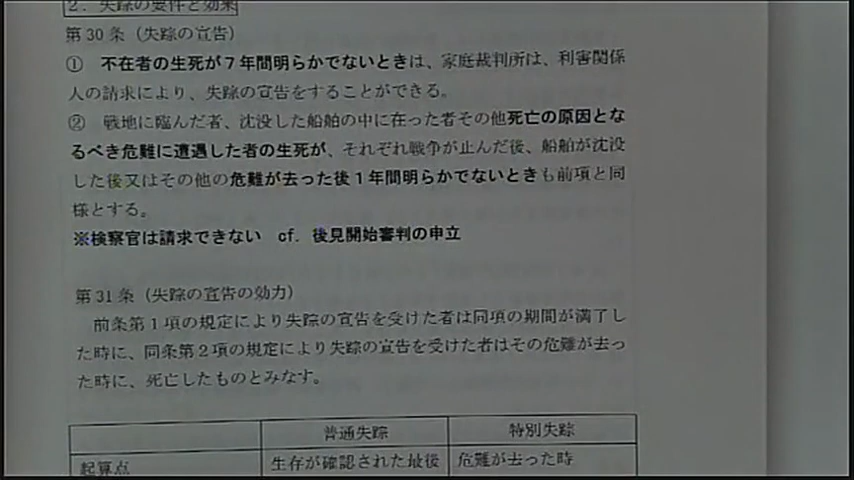 2．失踪の要件と効果
第30条（失踪の宣告）
① 不在者の生死が７年間明らかでないときは、家庭裁判所は、利害関係
人の請求により、失踪の宣告をすることができる。
② 戦地に臨んだ者、沈没した船舶の中に在った者その他死亡の原因とな
るべき危難に遭遇した者の生死が、それぞれ戦争が止んだ後、船舶が沈没
した後又はその他の危難が去った後１年間明らかでないときも前項と同
様とする。
※検察官は請求できない cf．後見開始審判の申立
第31条（失踪の宣告の効力）
前条第１項の規定により失踪の宣告を受けた者は同項の期間が満了し
た時に、同条第２項の規定により失踪の宣告を受けた者はその危難が去っ
た時に、死亡したものとみなす。
普通失踪 特別失踪
起算点 生存が確認された最後 危難が去った時